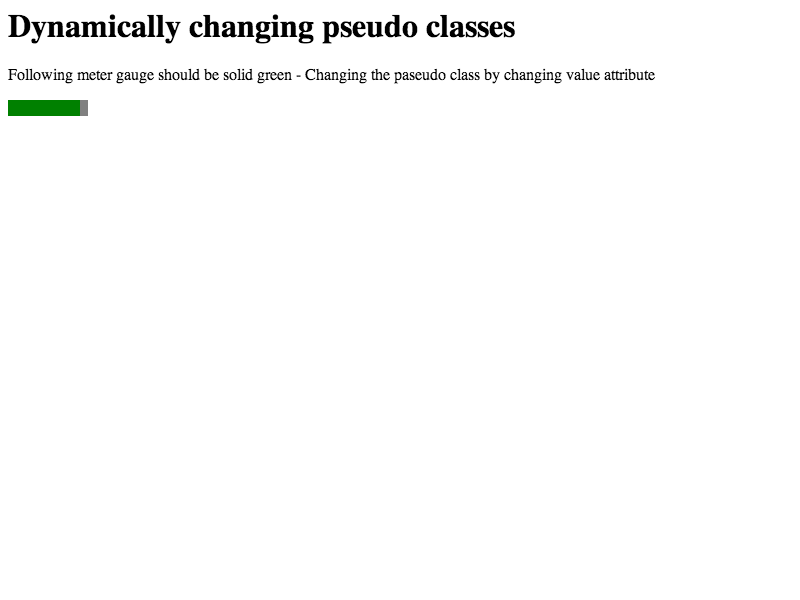 Dynamically changing pseudo classes
Following meter gauge should be solid green - Changing the paseudo class by changing value attribute